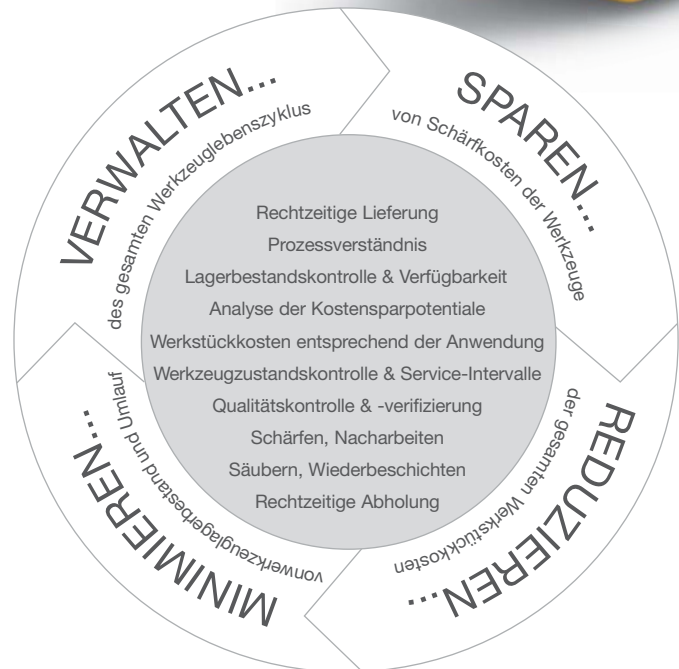 VERWALTEN...
des gesamten Werkzeuglebenszyklus
SPAREN...
von Schärfkosten der Werkzeuge
Rechtzeitige Lieferung
Prozessverständnis
Lagerbestandskontrolle & Verfügbarkeit
Analyse der Kostensparpotentiale
Werkstückkosten entsprechend der Anwendung
Werkzeugzustandskontrolle & Service-Intervalle
Qualitätskontrolle & -verifizierung
Schärfen, Nacharbeiten
Säubern, Wiederbeschichten
Rechtzeitige Abholung
REDUZIEREN...
der gesamten Werkstückkosten
MINIMIEREN...
vonwerkzeuglagerbestand und Umlauf